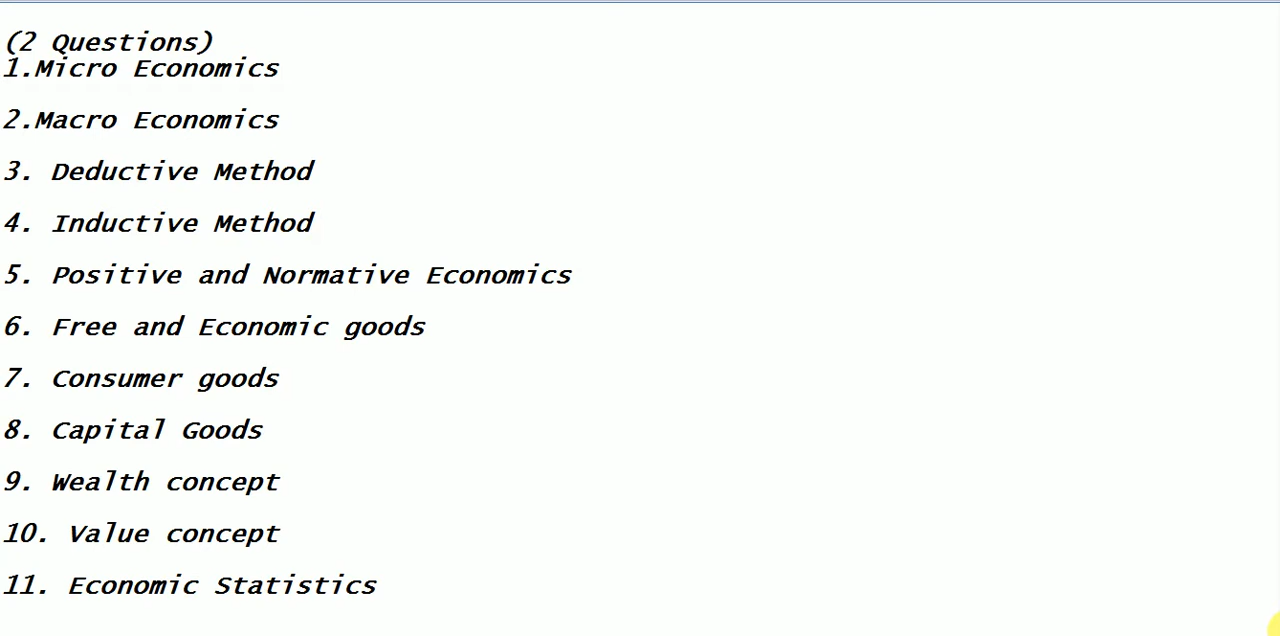 (2 Questions)
1.Micro Economics
2.Macro Economics
3. Deductive Method
4. Inductive Method
5. Positive and Normative Economics
6. Free and Economic goods
7. Consumer goods
8. Capital Goods
9. Wealth concept
10. Value concept
11. Economic Statistics